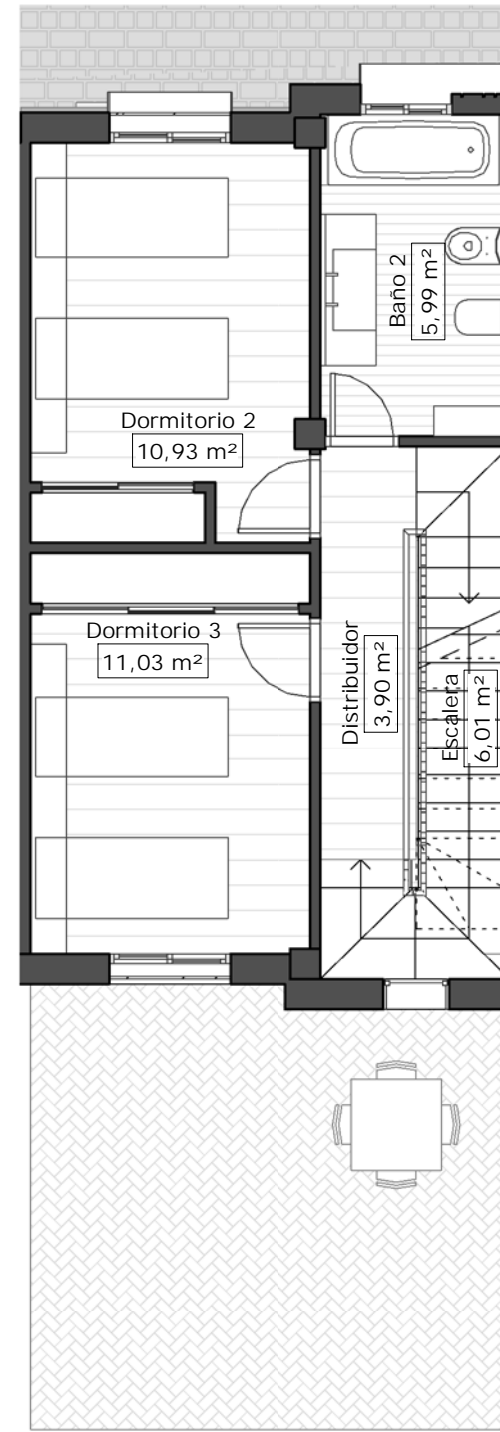 Baño 2
5,99 m²
Dormitorio 2
10,93 m²
Dormitorio 3
11,03 m²
Distribuidor
3,90 m²
Escalera
6,01 m²